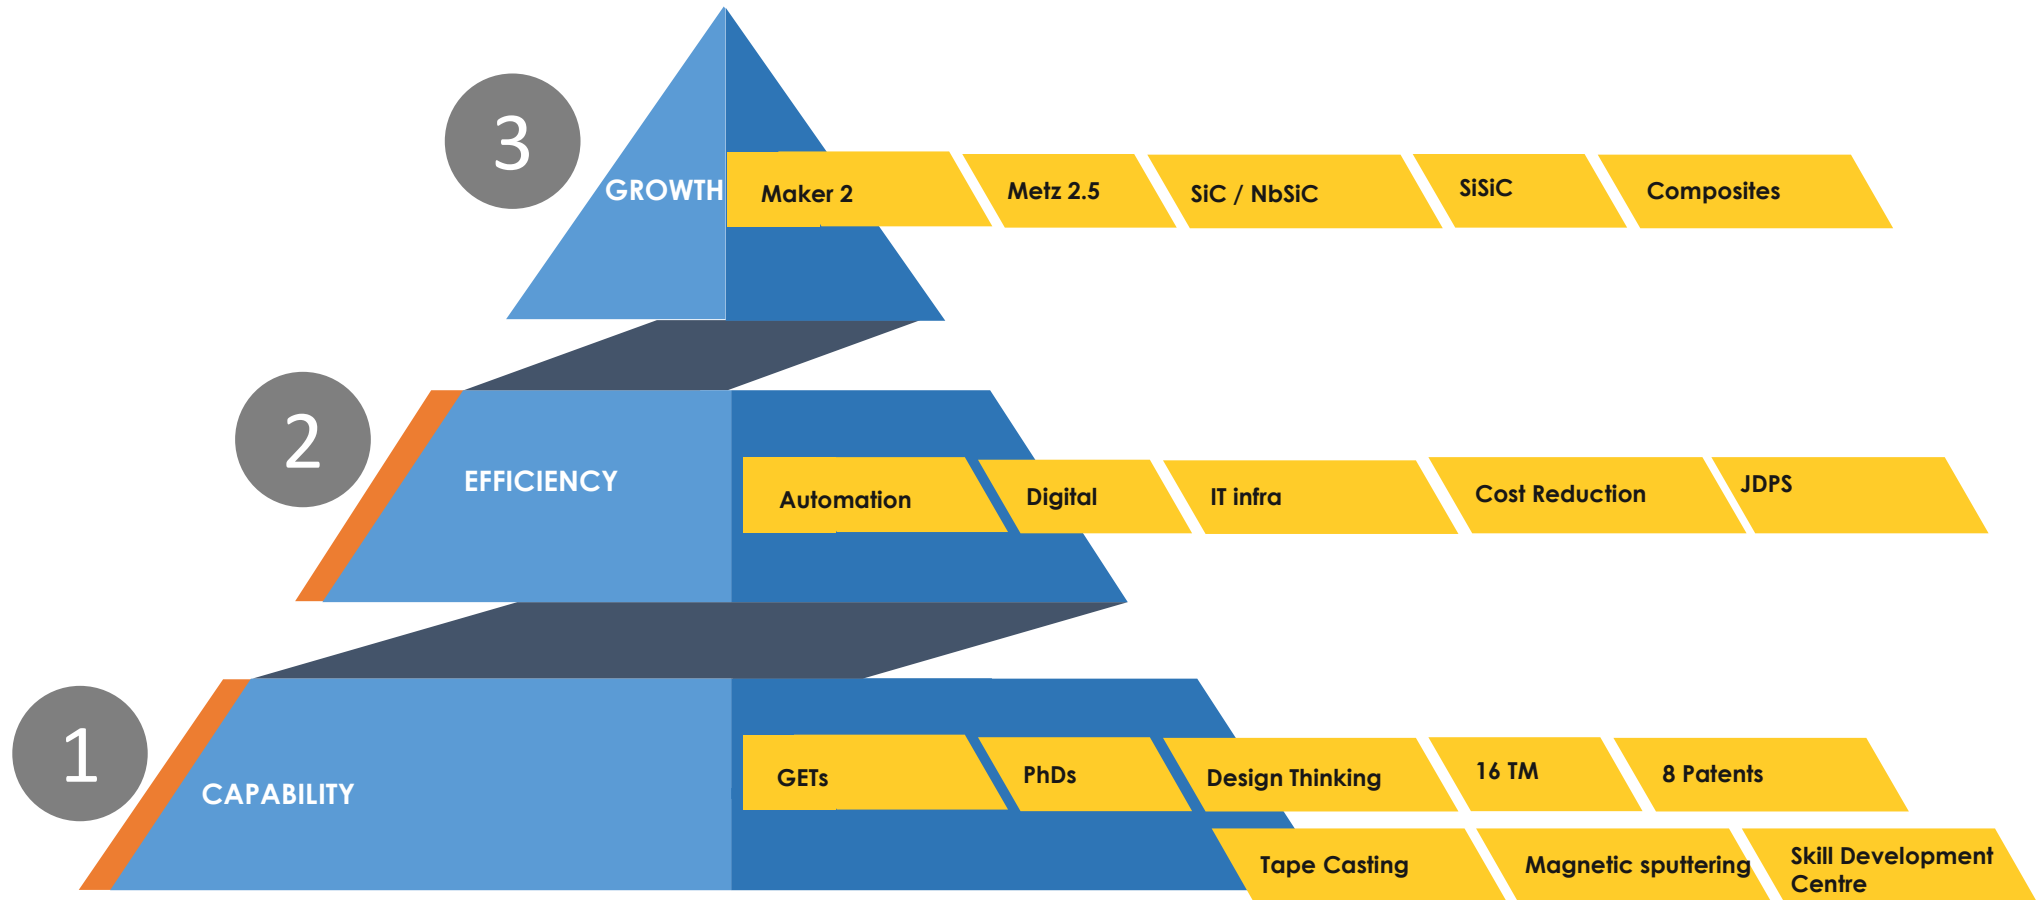 3
GROWTH
Maker 2
Metz 2.5
SiC / NbSiC
SiSiC
Composites
2
EFFICIENCY
Automation
Digital
IT infra
Cost Reduction
JDPS
1
CAPABILITY
GETs
PhDs
Design Thinking
16 TM
8 Patents
Tape Casting
Magnetic sputtering
Skill Development
Centre